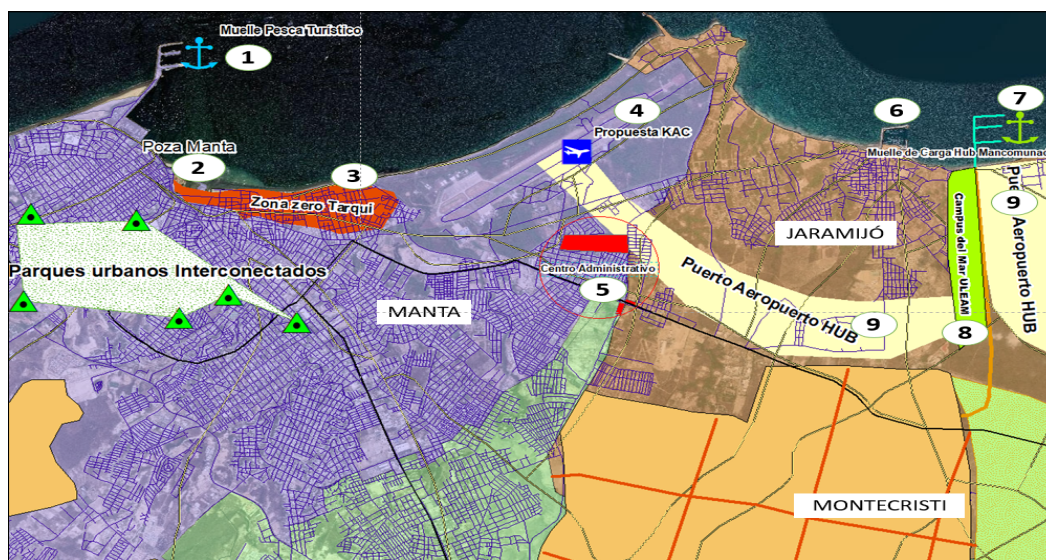 Muelle Pesca Turístico
1
Poza Manta
2
3
Zona zero Tarqui
4
Propuesta KAC
6
7
Muelle de Carga Hub Mancomunad
Parques urbanos Interconectados
MANTA
Centro Administrativo
5
JARAMIJÓ
Puerto Aeropuerto HUB
9
Campus del Mar ULEAM
8
9
Aeropuerto HUB
MONTECRISTI